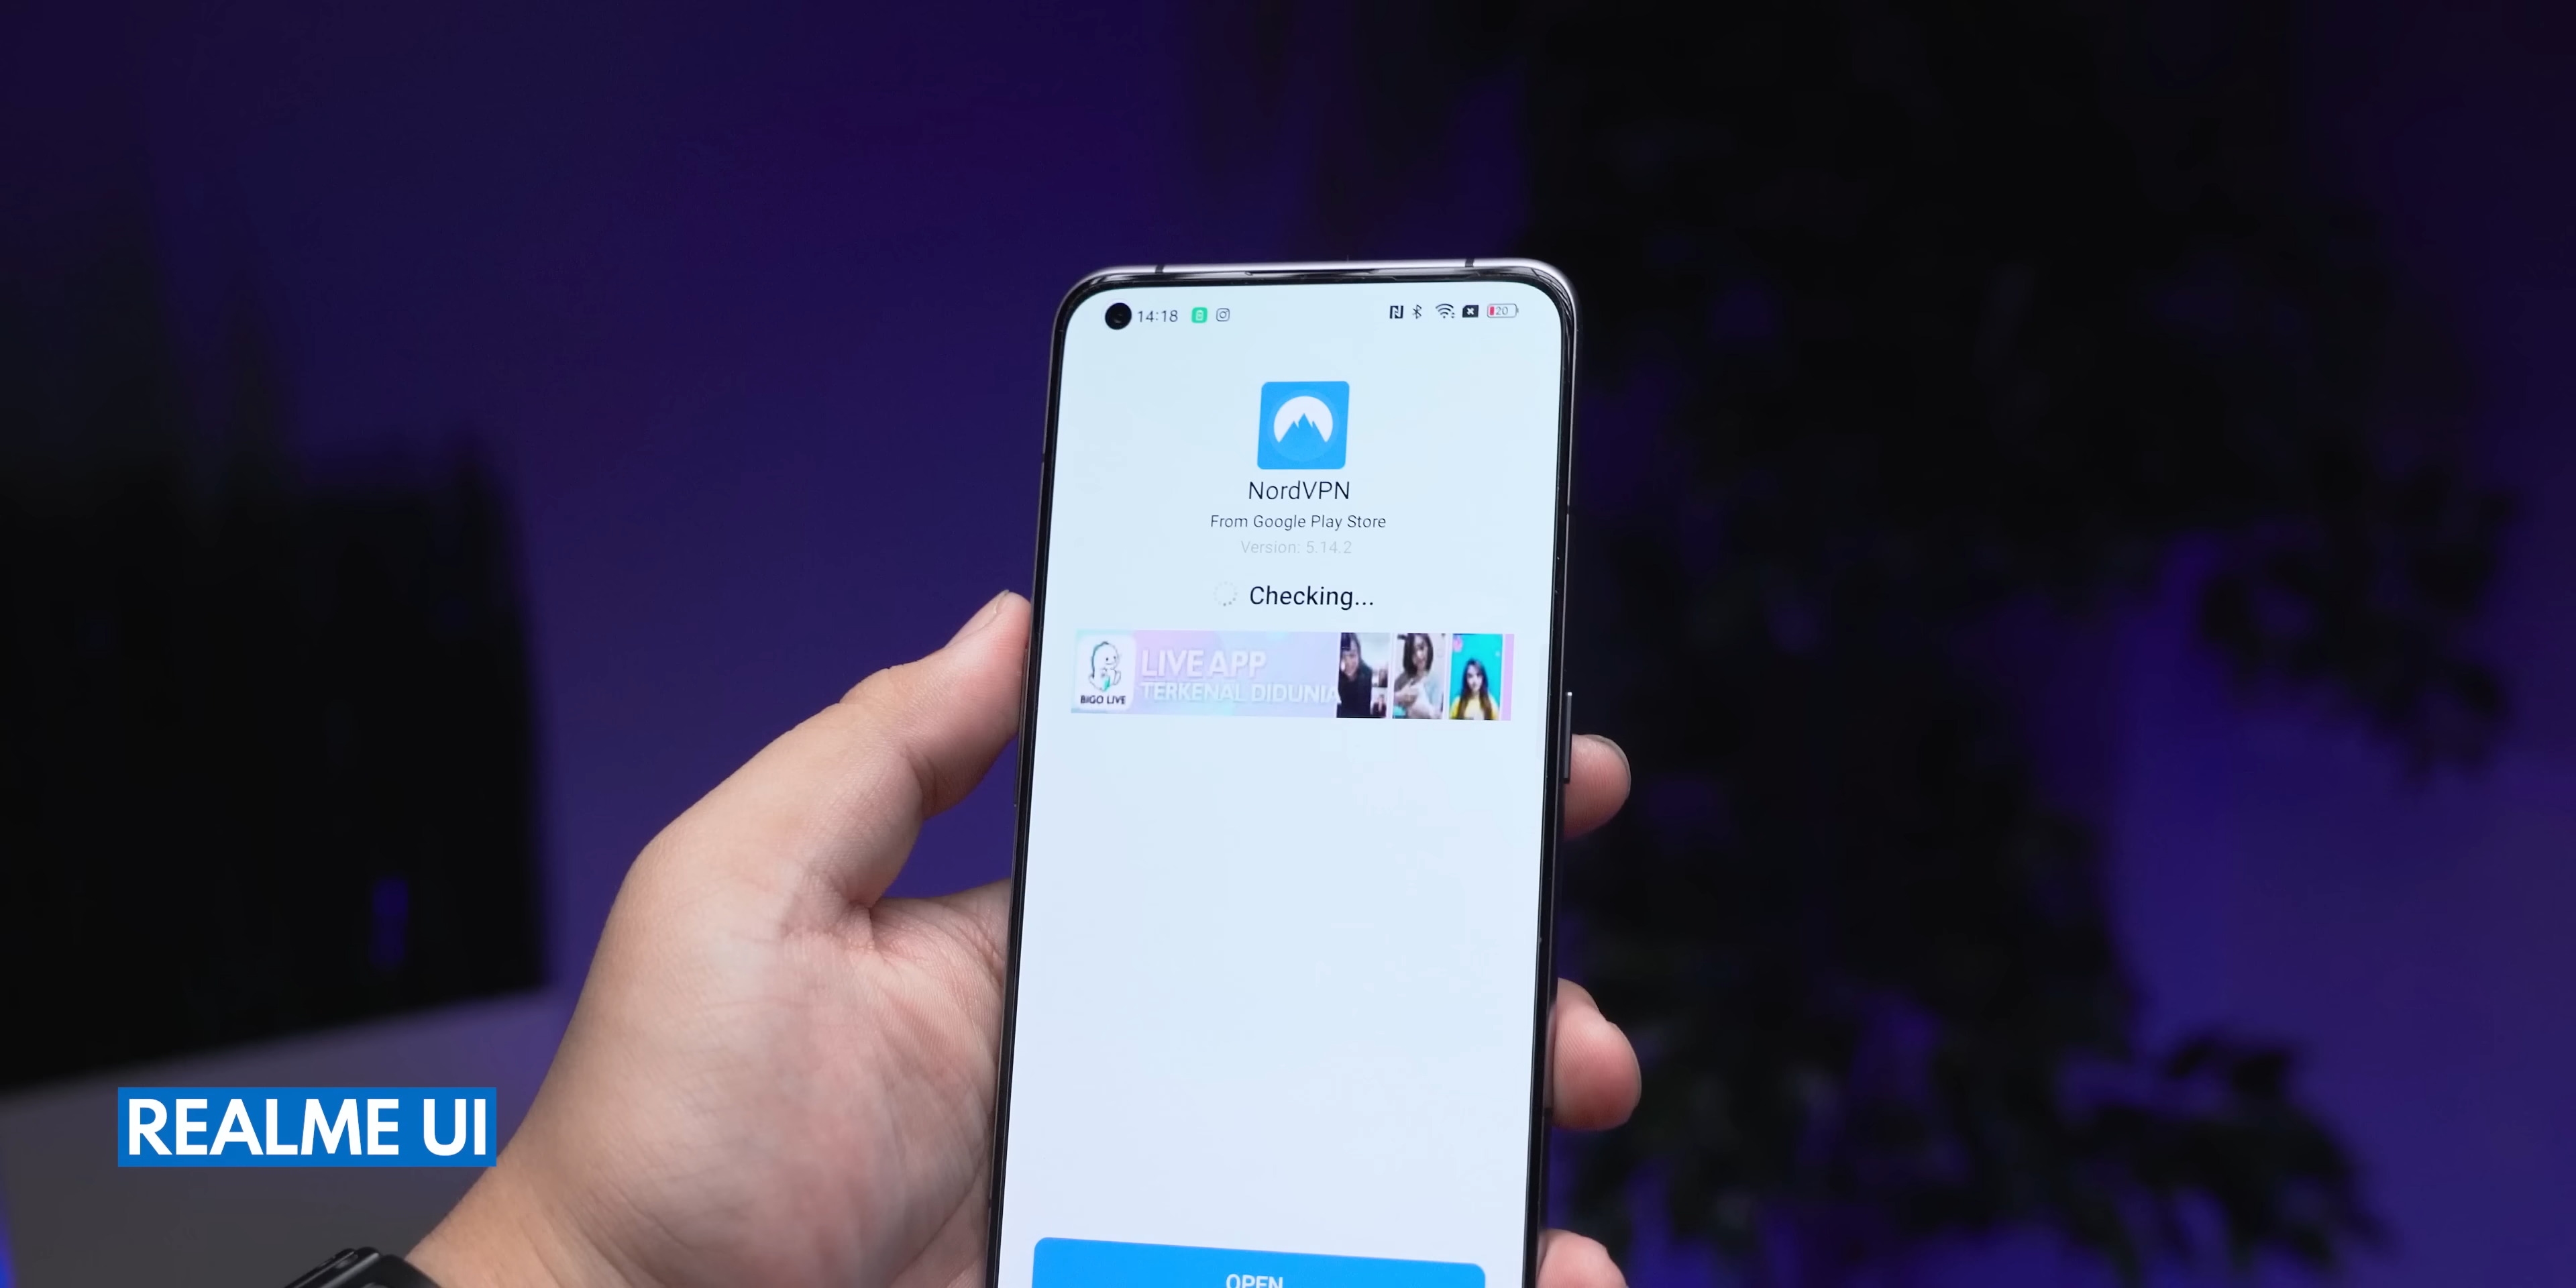 14:18
20
NordVPN
From Google Play Store
Version: 5.14.2
Checking...
BIGO LIVE
LIVE APP
TERKENAL DIDUNIA
OPEN
REALME UI